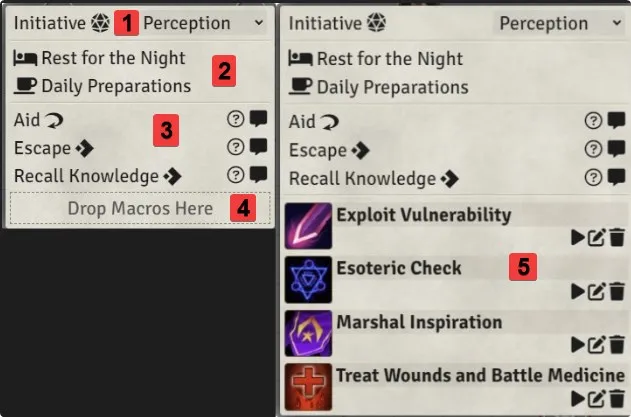 Initiative 1 Perception
Rest for the Night
2
Daily Preparations
Aid
3
Escape
Recall Knowledge
Drop Macros Here 4
Initiative Perception
Rest for the Night
Daily Preparations
Aid
Escape
Recall Knowledge
Exploit Vulnerability
Esoteric Check 5
Marshal Inspiration
Treat Wounds and Battle Medicine